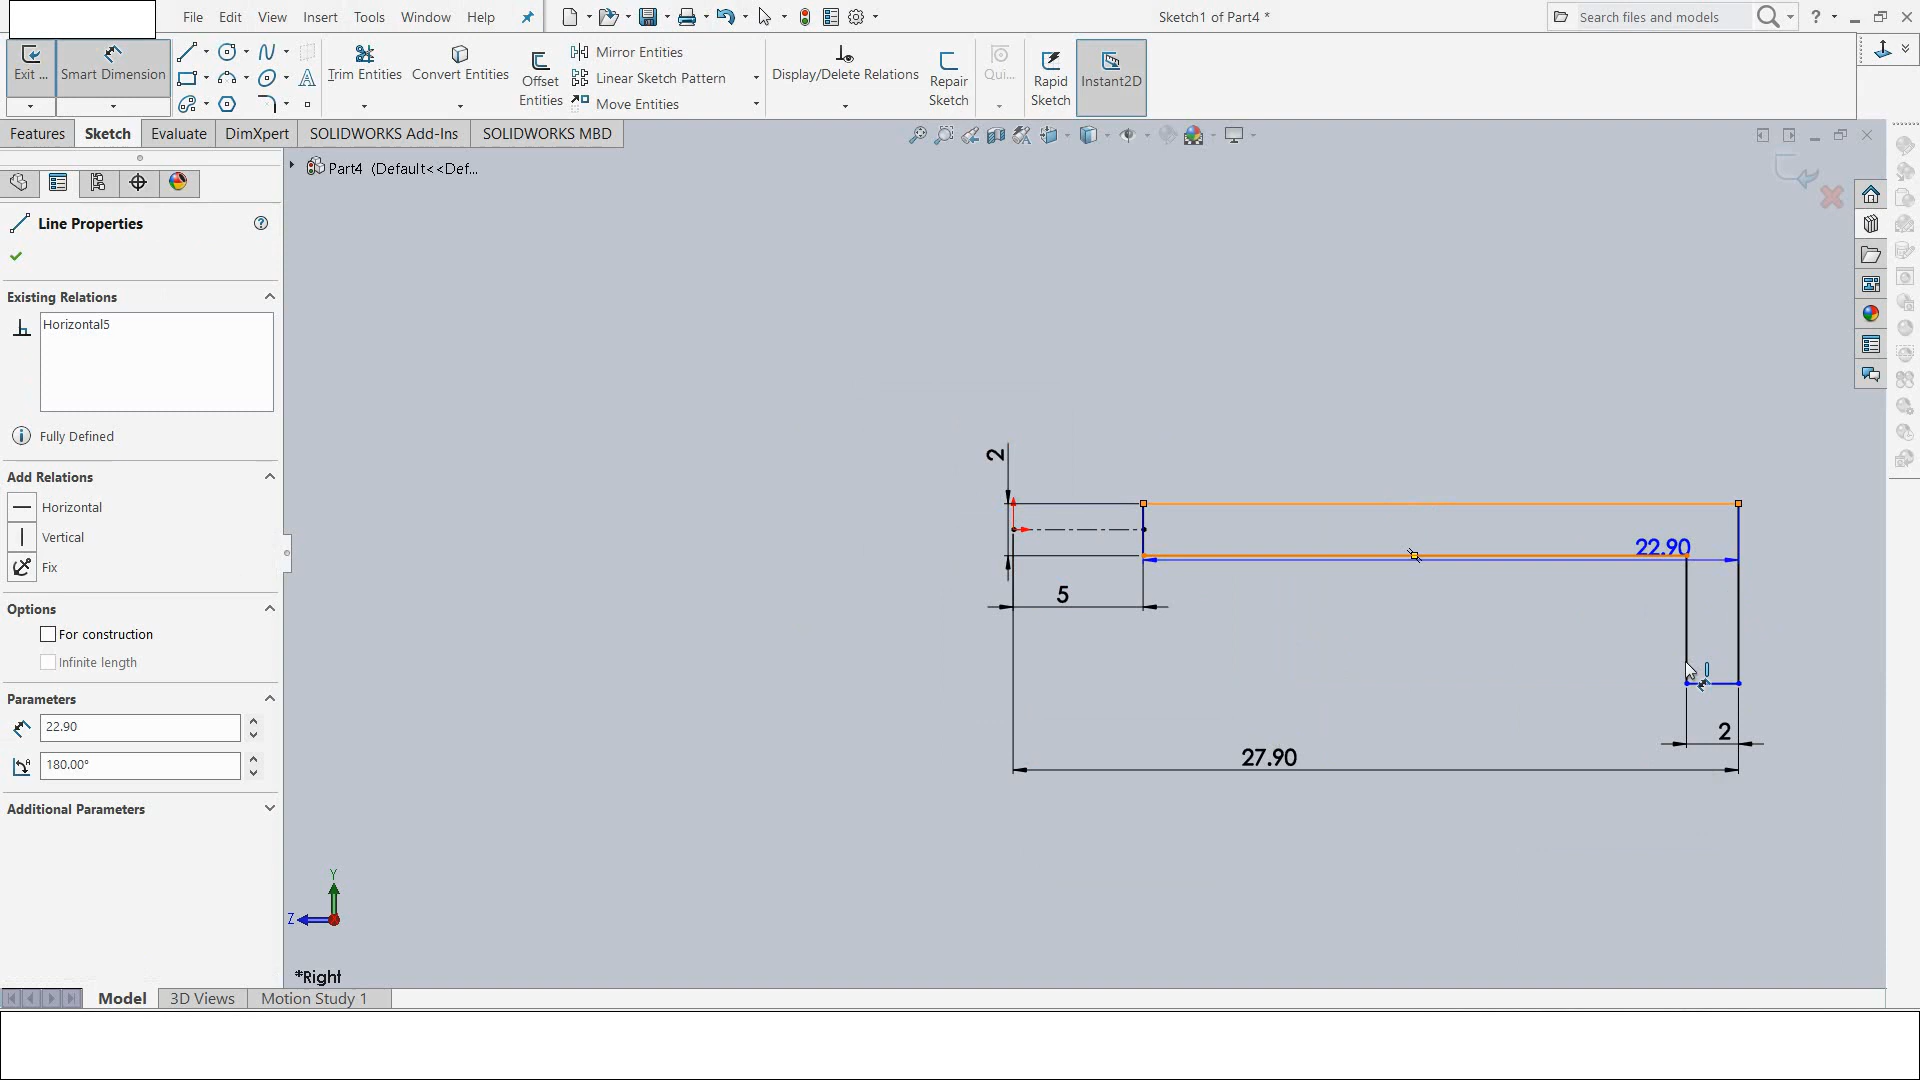 File Edit View Insert Tools Window Help
Sketch1 of Part4 *
Search files and models
Exit ...
Smart Dimension
Trim Entities
Convert Entities
Offset Entities
Mirror Entities
Linear Sketch Pattern
Move Entities
Display/Delete Relations
Repair Sketch
Qui...
Rapid Sketch
Instant2D
Features Sketch Evaluate DimXpert SOLIDWORKS Add-Ins SOLIDWORKS MBD
Part4 (Default<<Def...
Line Properties
Existing Relations
Horizontal5
Fully Defined
Add Relations
Horizontal
Vertical
Fix
Options
For construction
Infinite length
Parameters
22.90
180.00°
Additional Parameters
2
22.90
5
2
27.90
Y
Z
*Right
Model 3D Views Motion Study 1